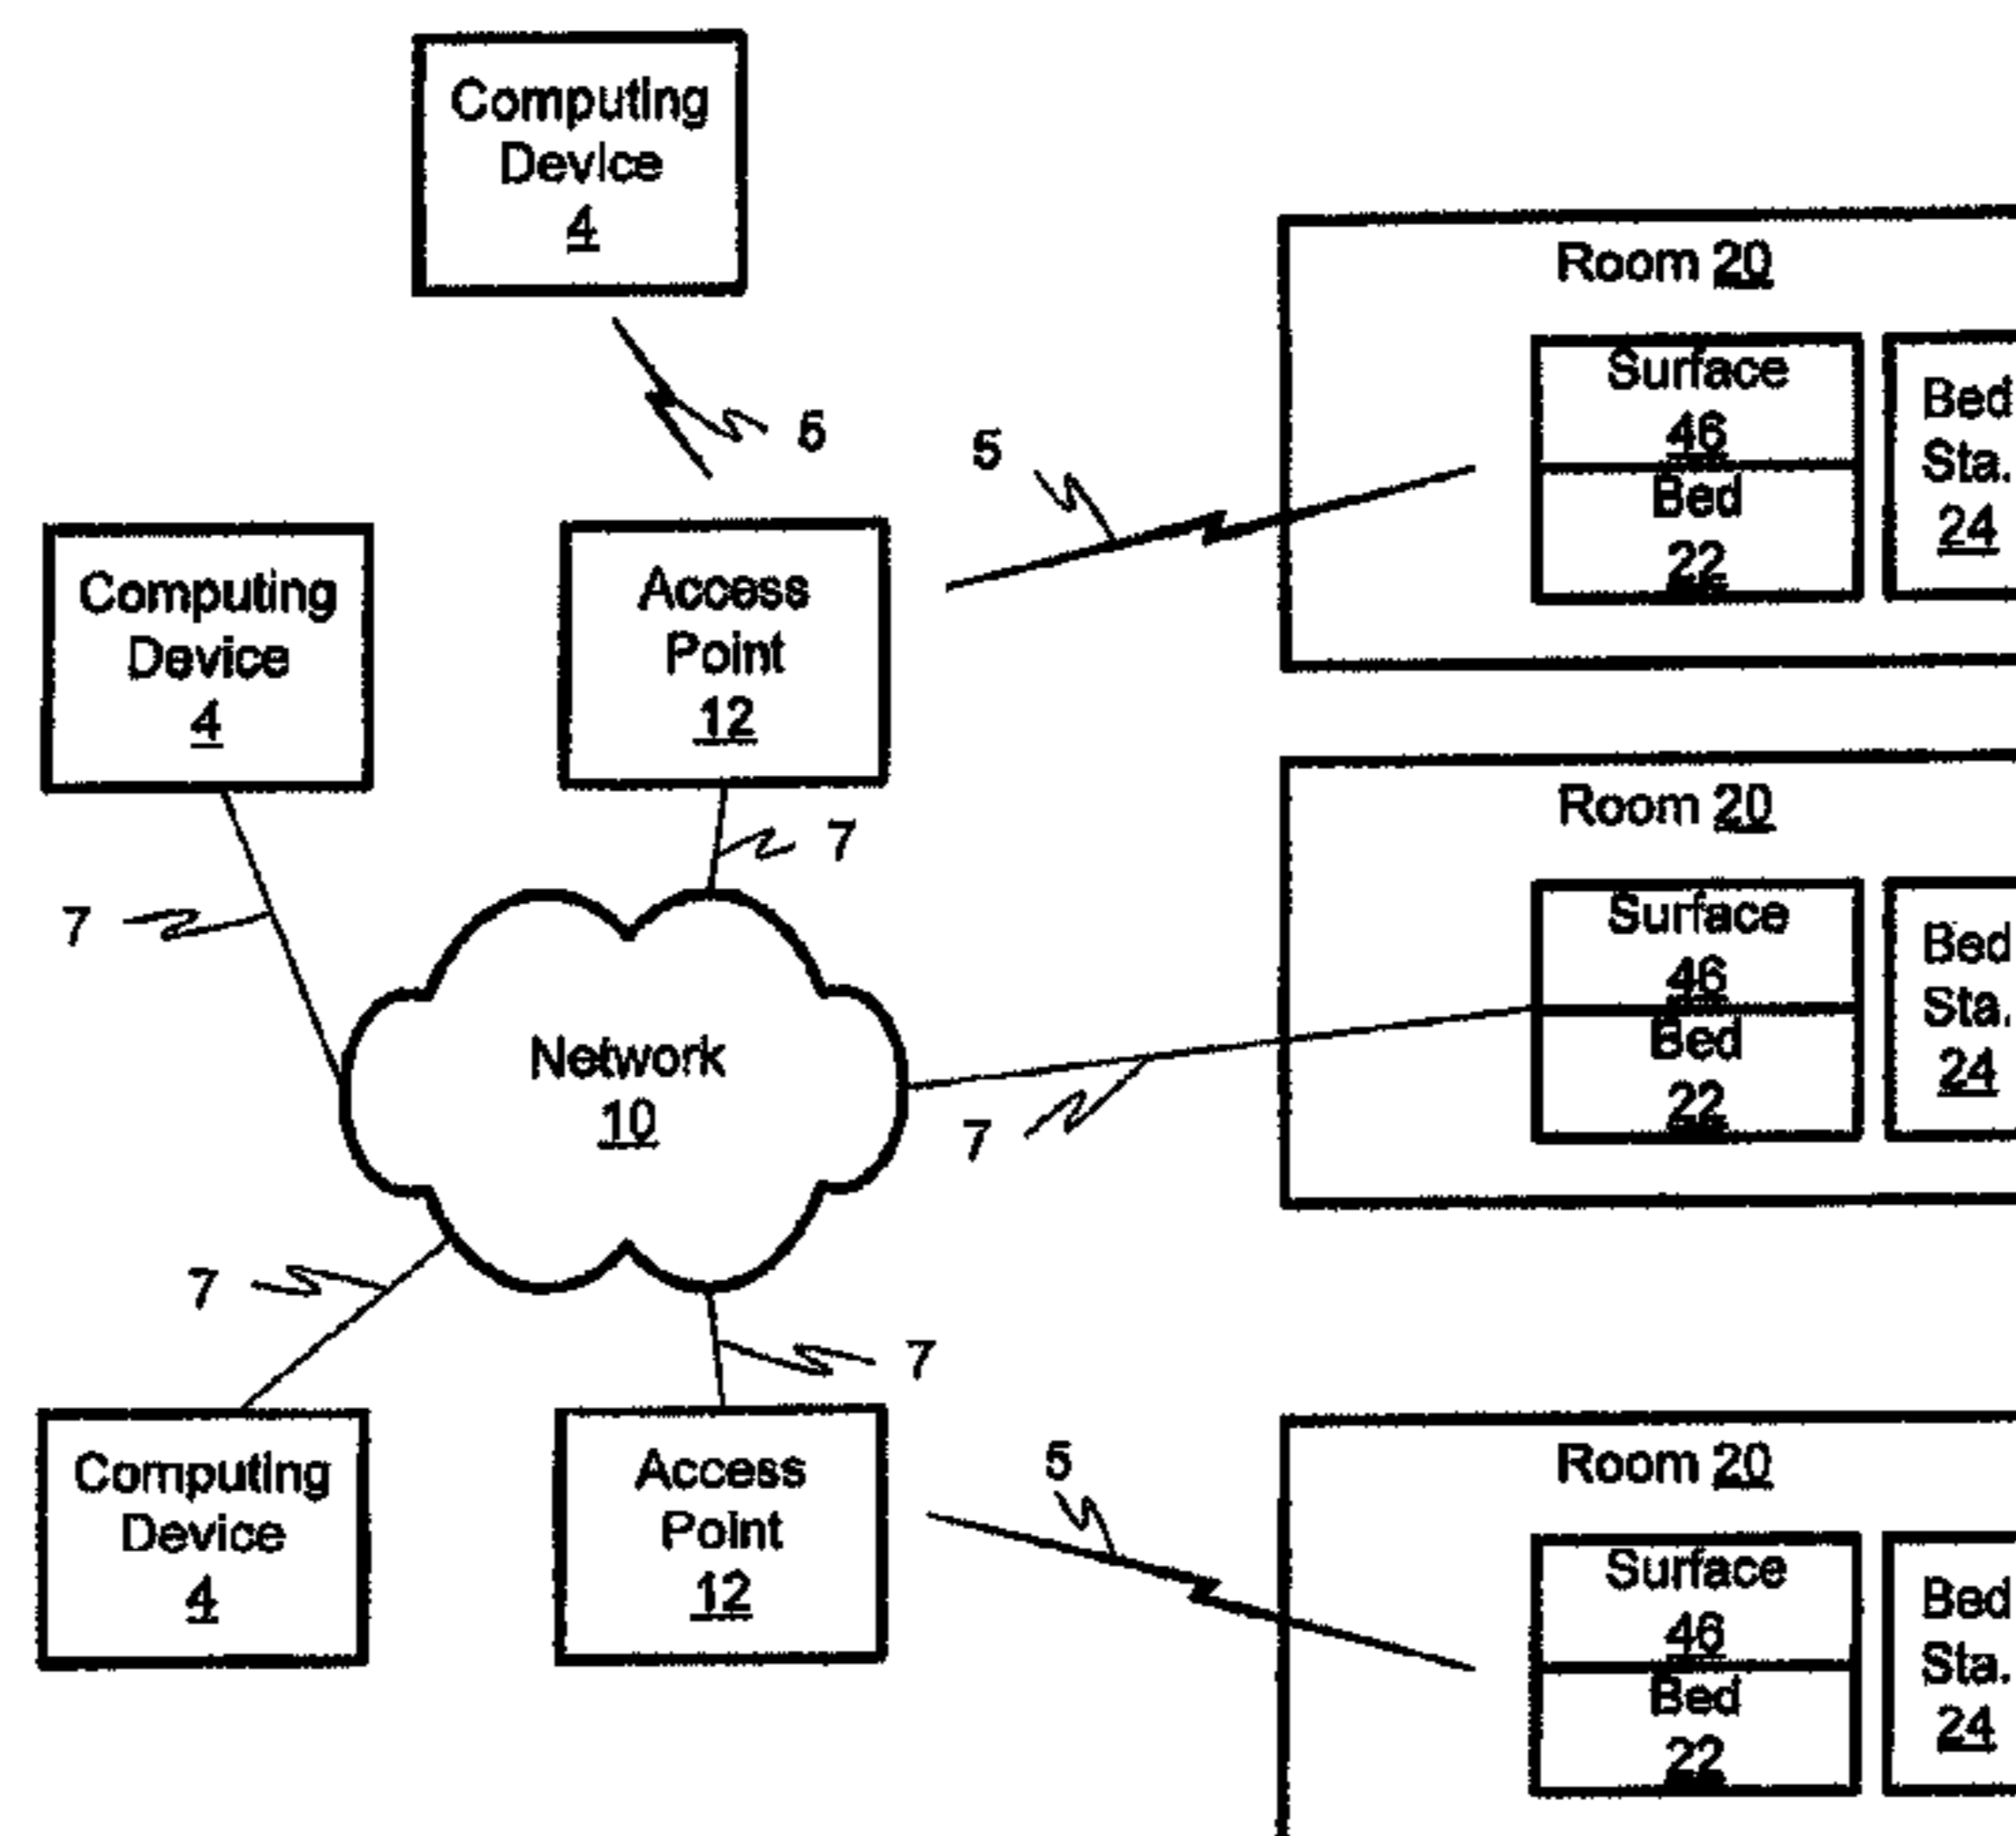 Computing
Device
4
5
5
Room 20
Surface
46
Bed
22
Bed
Sta.
24
Computing
Device
4
Access
Point
12
7
7
Room 20
Surface
46
Bed
22
Bed
Sta.
24
Network
10
7
7
7
Computing
Device
4
Access
Point
12
5
Room 20
Surface
46
Bed
22
Bed
Sta.
24